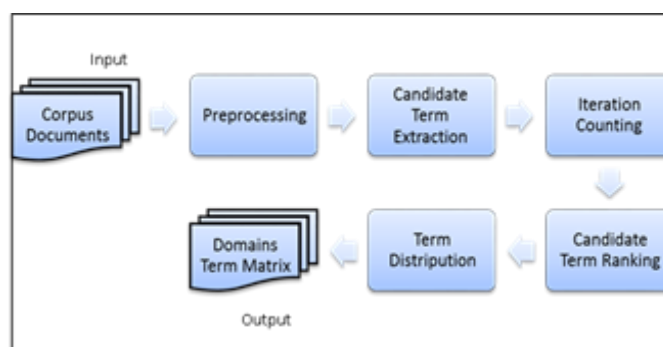 Input
Corpus
Documents
Preprocessing
Candidate
Term
Extraction
Iteration
Counting
Domains
Term Matrix
Term
Distripution
Candidate
Term Ranking
Output